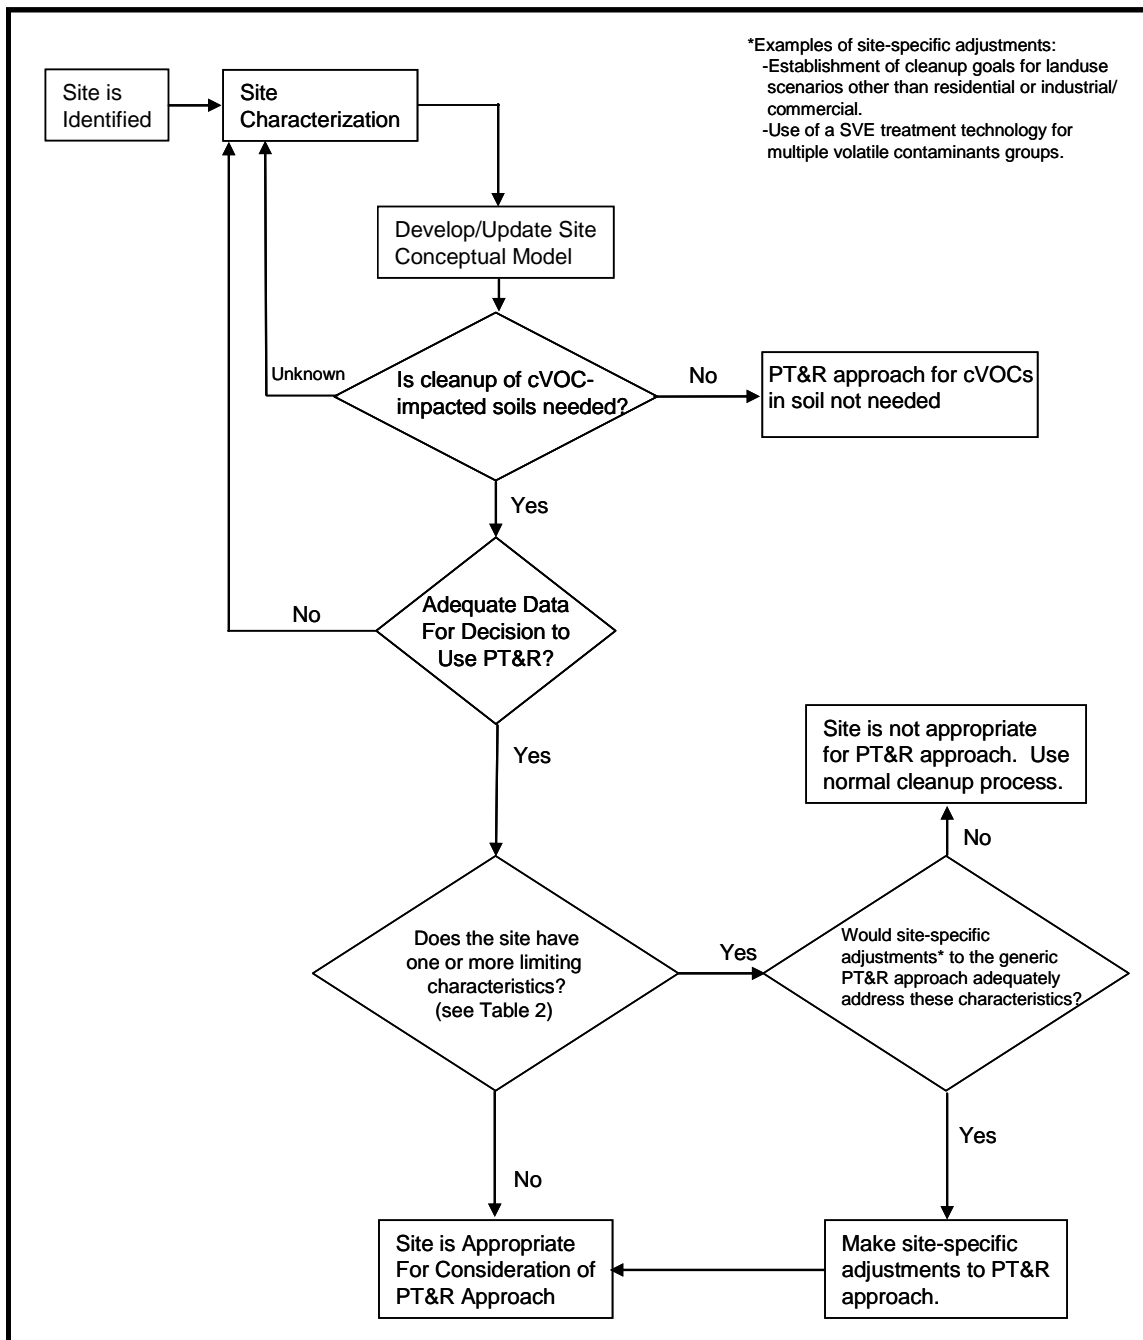 *Examples of site-specific adjustments:
-Establishment of cleanup goals for landuse
scenarios other than residential or industrial/
commercial.
-Use of a SVE treatment technology for
multiple volatile contaminants groups.
Site is
Identified
Site
Characterization
Develop/Update Site
Conceptual Model
Unknown
Is cleanup of cVOC-
impacted soils needed?
No
PT&R approach for cVOCs
in soil not needed
Yes
No
Adequate Data
For Decision to
Use PT&R?
Yes
Site is not appropriate
for PT&R approach.  Use
normal cleanup process.
No
Does the site have
one or more limiting
characteristics?
(see Table 2)
Yes
Would site-specific
adjustments* to the generic
PT&R approach adequately
address these characteristics?
Yes
No
Site is Appropriate
For Consideration of
PT&R Approach
Make site-specific
adjustments to PT&R
approach.